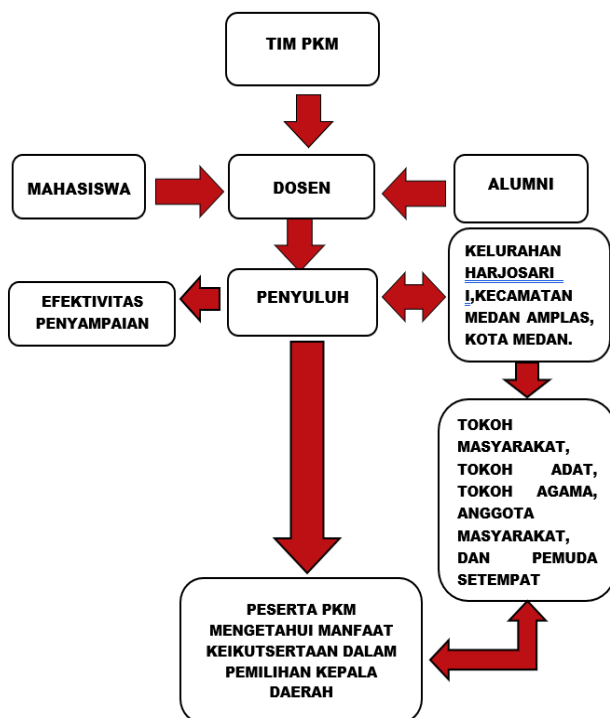 TIM PKM
MAHASISWA
DOSEN
ALUMNI
EFEKTIVITAS
PENYAMPAIAN
PENYULUH
KELURAHAN
HARJOSARI
I,KECAMATAN
MEDAN AMPLAS,
KOTA MEDAN.
TOKOH
MASYARAKAT,
TOKOH ADAT,
TOKOH AGAMA,
ANGGOTA
MASYARAKAT,
DAN PEMUDA
SETEMPAT
PESERTA PKM
MENGETAHUI MANFAAT
KEIKUTSERTAAN DALAM
PEMILIHAN KEPALA
DAERAH